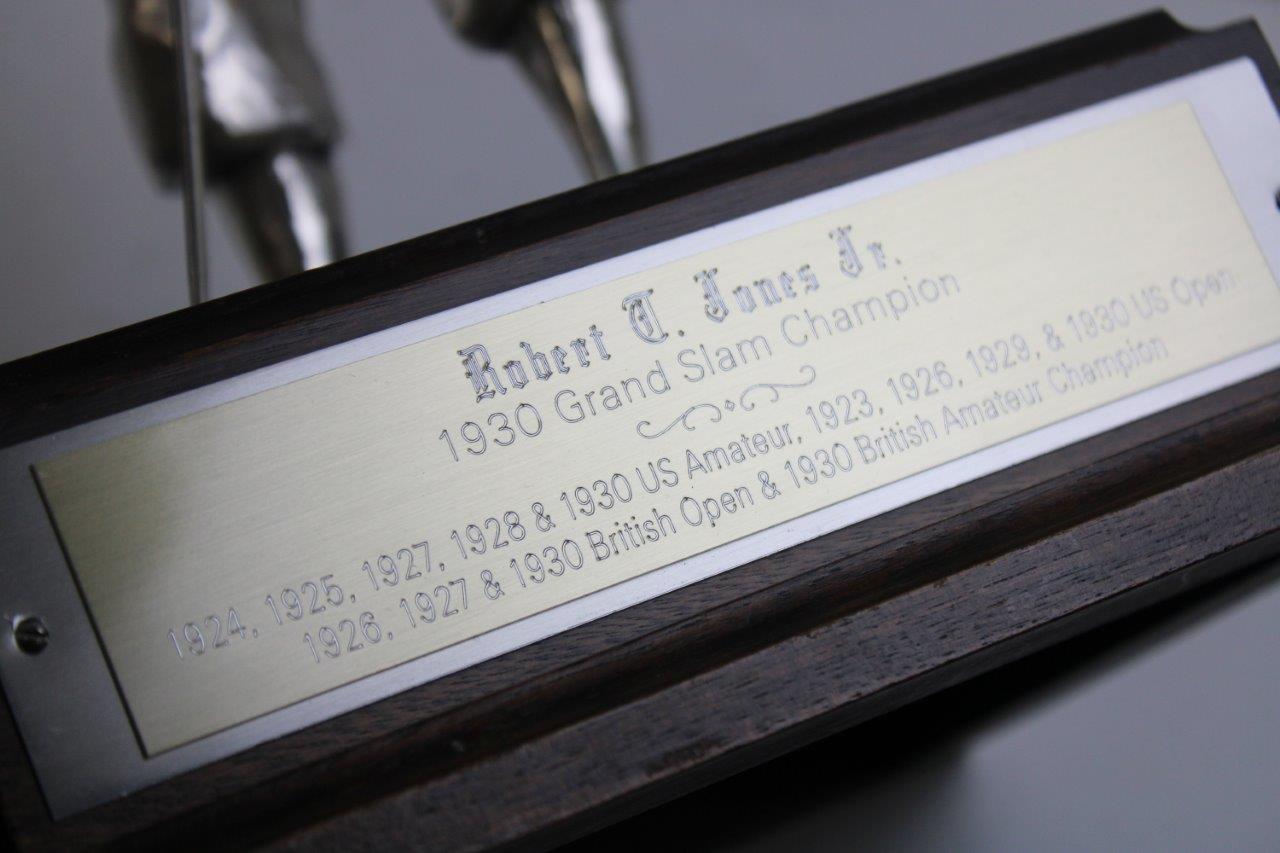 Robert T. Jones Jr.
1930 Grand Slam Champion
1924, 1925, 1927, 1928 & 1930 US Amateur, 1923, 1926, 1929, & 1930 US Open
1926, 1927 & 1930 British Open & 1930 British Amateur Champion